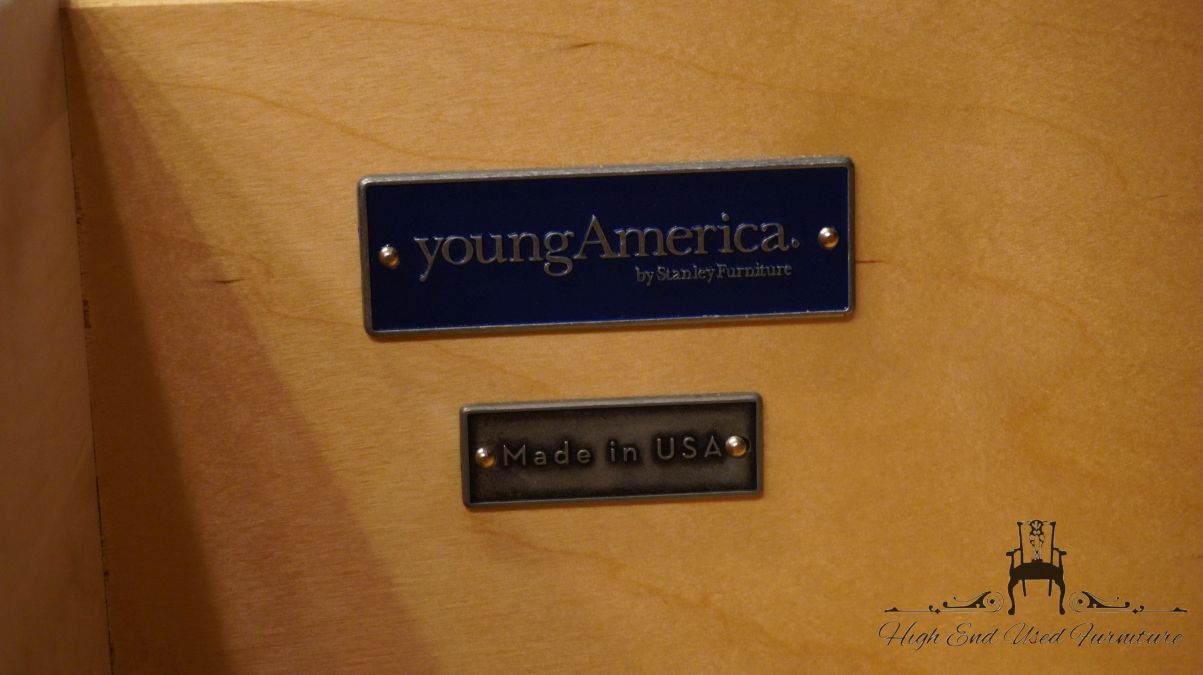 youngAmerica.
by Stanley Furniture
Made in USA
High End Used Furniture